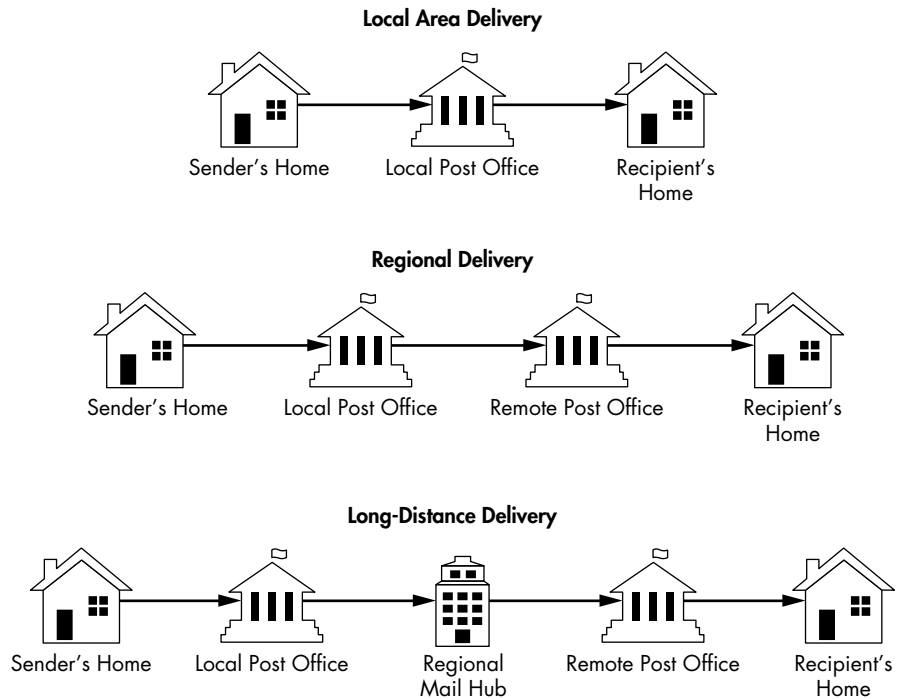 Local Area Delivery
Sender's Home
Local Post Office
Recipient's
Home
Regional Delivery
Sender's Home
Local Post Office
Remote Post Office
Recipient's
Home
Long-Distance Delivery
Sender's Home
Local Post Office
Regional
Mail Hub
Remote Post Office
Recipient's
Home